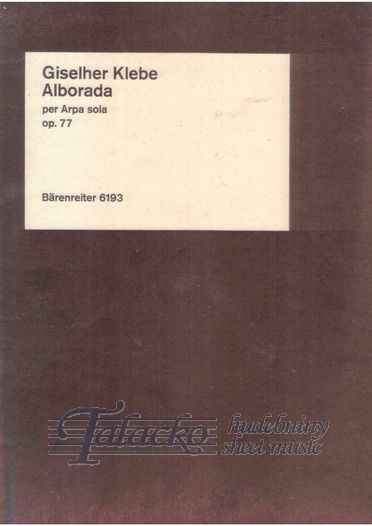 Giselher Klebe
Alborada
per Arpa sola
op. 77
Bärenreiter 6193
Talacko hudebniny
sheet music